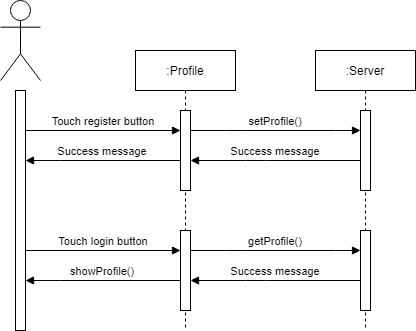 :Profile
:Server
Touch register button
setProfile()
Success message
Success message
Touch login button
getProfile()
showProfile()
Success message